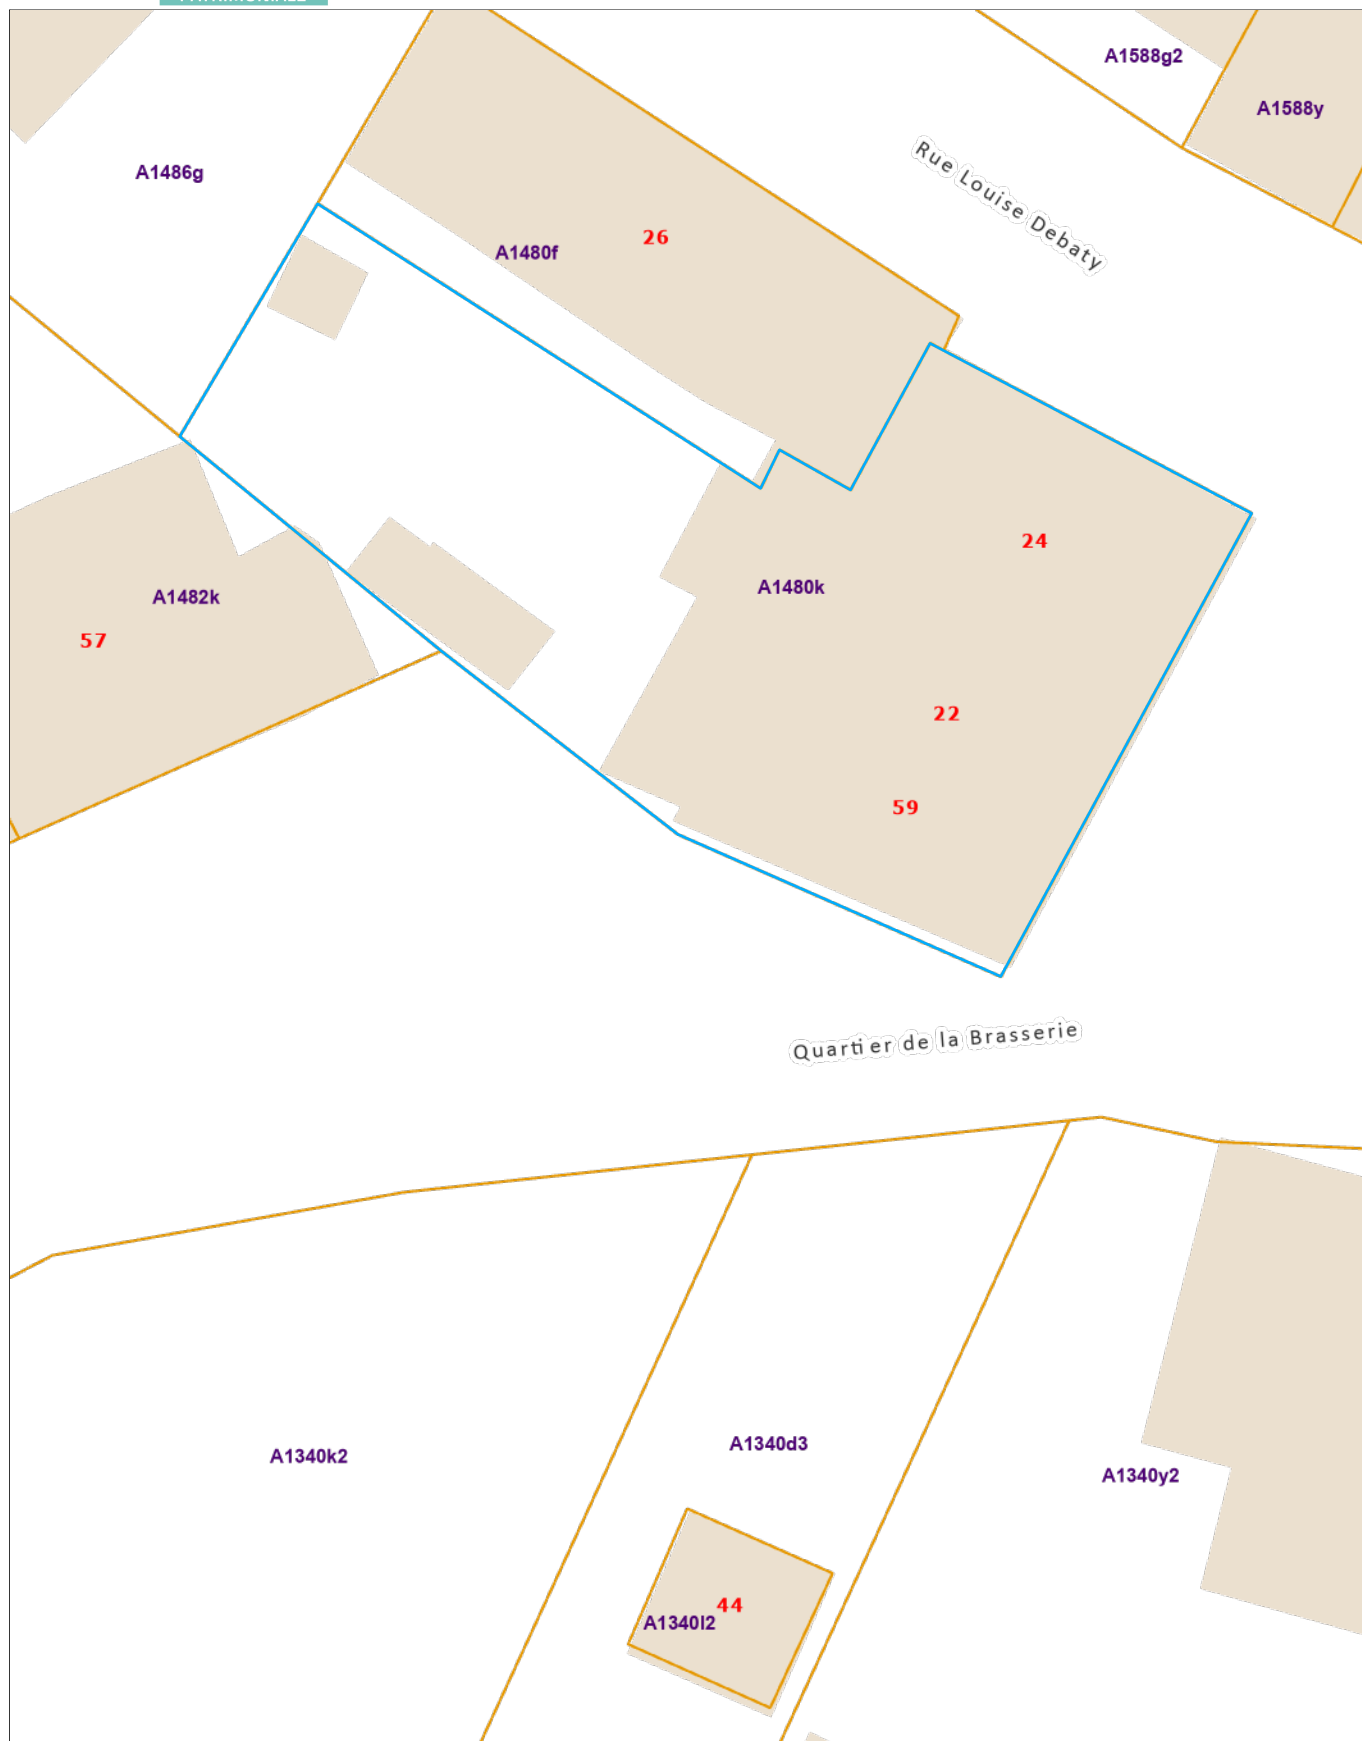 A1588g2
A1588y
A1486g
Rue Louise Debaty
26
A1480f
24
A1480k
A1482k
57
22
59
Quartier de la Brasserie
A1340d3
A1340k2
A1340y2
44
A1340l2